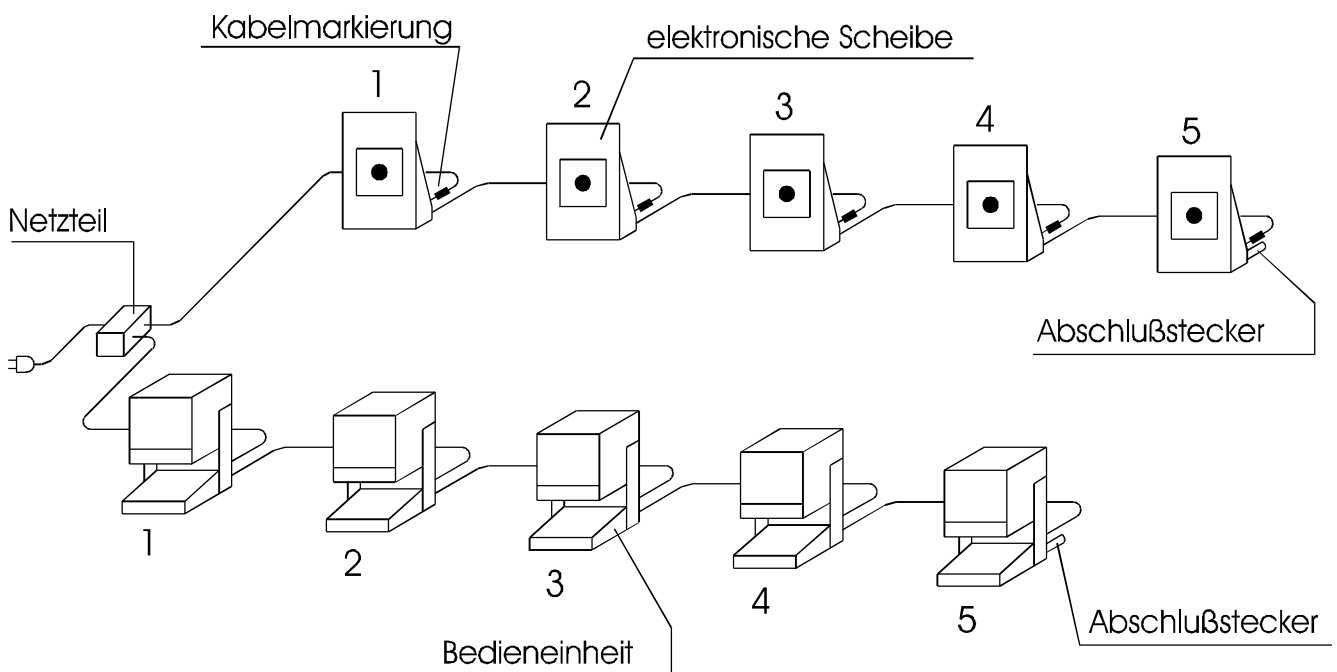 Kabelmarkierung
elektronische Scheibe
1
2
3
4
5
Netzteil
Abschlußstecker
1
2
3
4
5
Abschlußstecker
Bedieneinheit